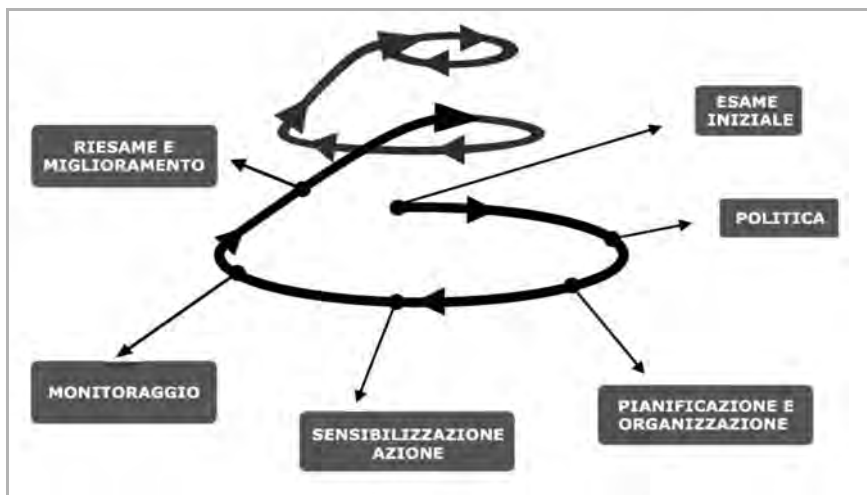 ESAME
INIZIALE
RIESAME E
MIGLIORAMENTO
POLITICA
MONITORAGGIO
PIANIFICAZIONE E
ORGANIZZAZIONE
SENSIBILIZZAZIONE
AZIONE